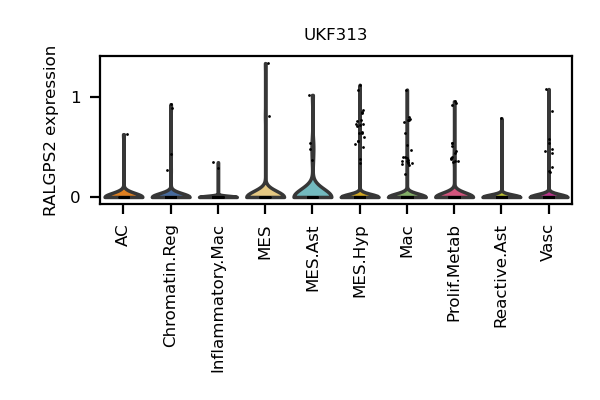 UKF313
RALGPS2 expression
1
0
AC
Chromatin.Reg
Inflammatory.Mac
MES
MES.Ast
MES.Hyp
Mac
Prolif.Metab
Reactive.Ast
Vasc